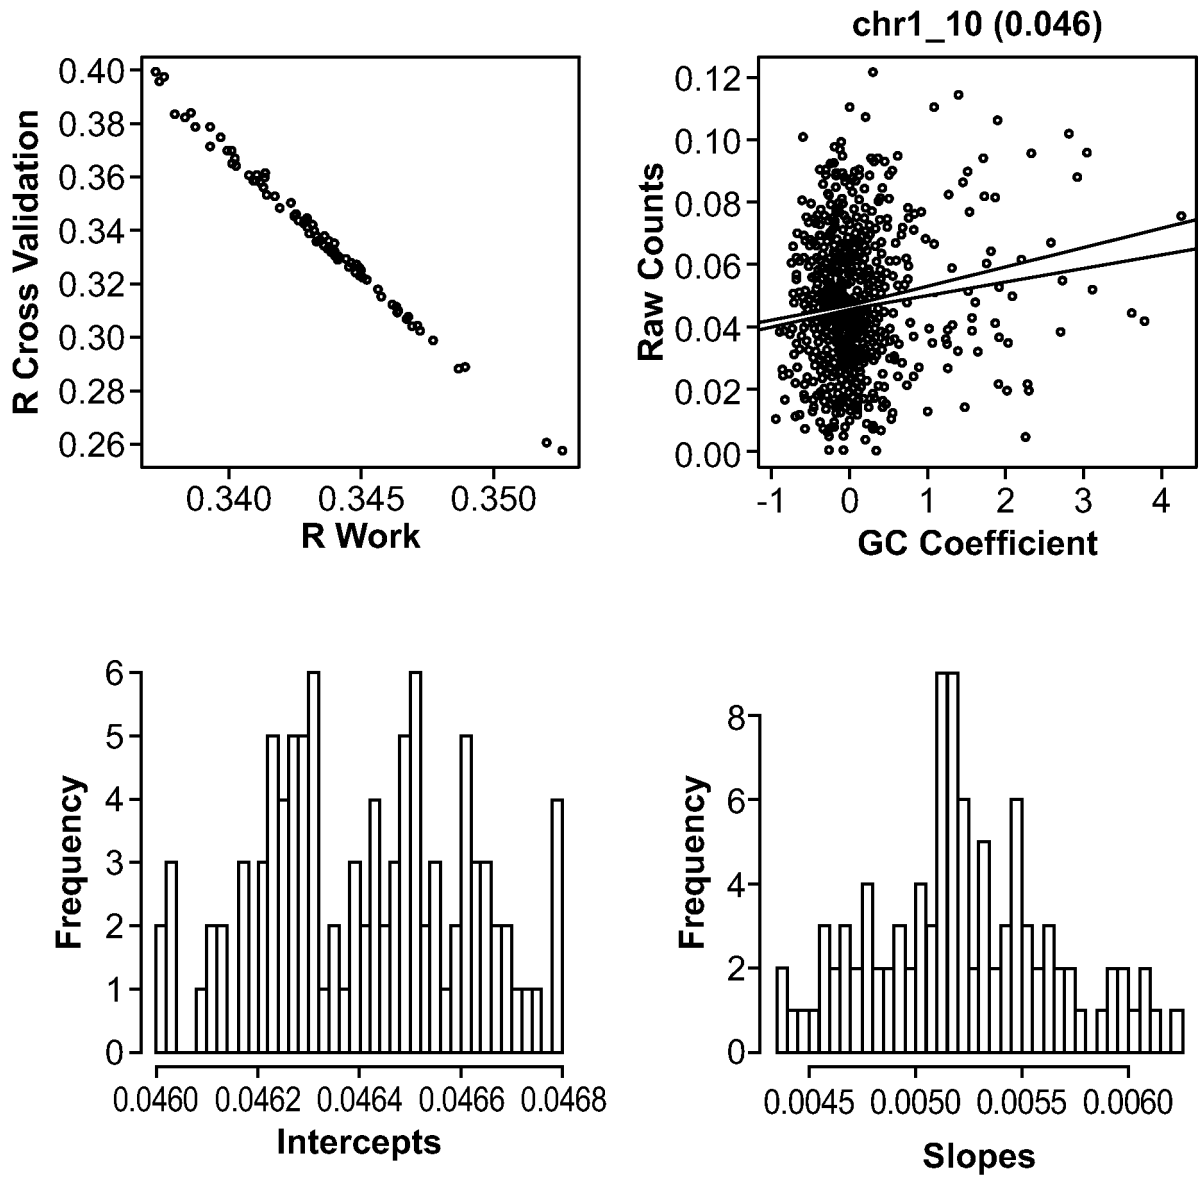 chr1_10 (0.046)
R Cross Validation
0.40
0.38
0.36
0.34
0.32
0.30
0.28
0.26
0.340 0.345 0.350
R Work
Raw Counts
0.12
0.10
0.08
0.06
0.04
0.02
0.00
-1 0 1 2 3 4
GC Coefficient
Frequency
6
5
4
3
2
1
0
0.0460 0.0462 0.0464 0.0466 0.0468
Intercepts
Frequency
8
6
4
2
0
0.0045 0.0050 0.0055 0.0060
Slopes